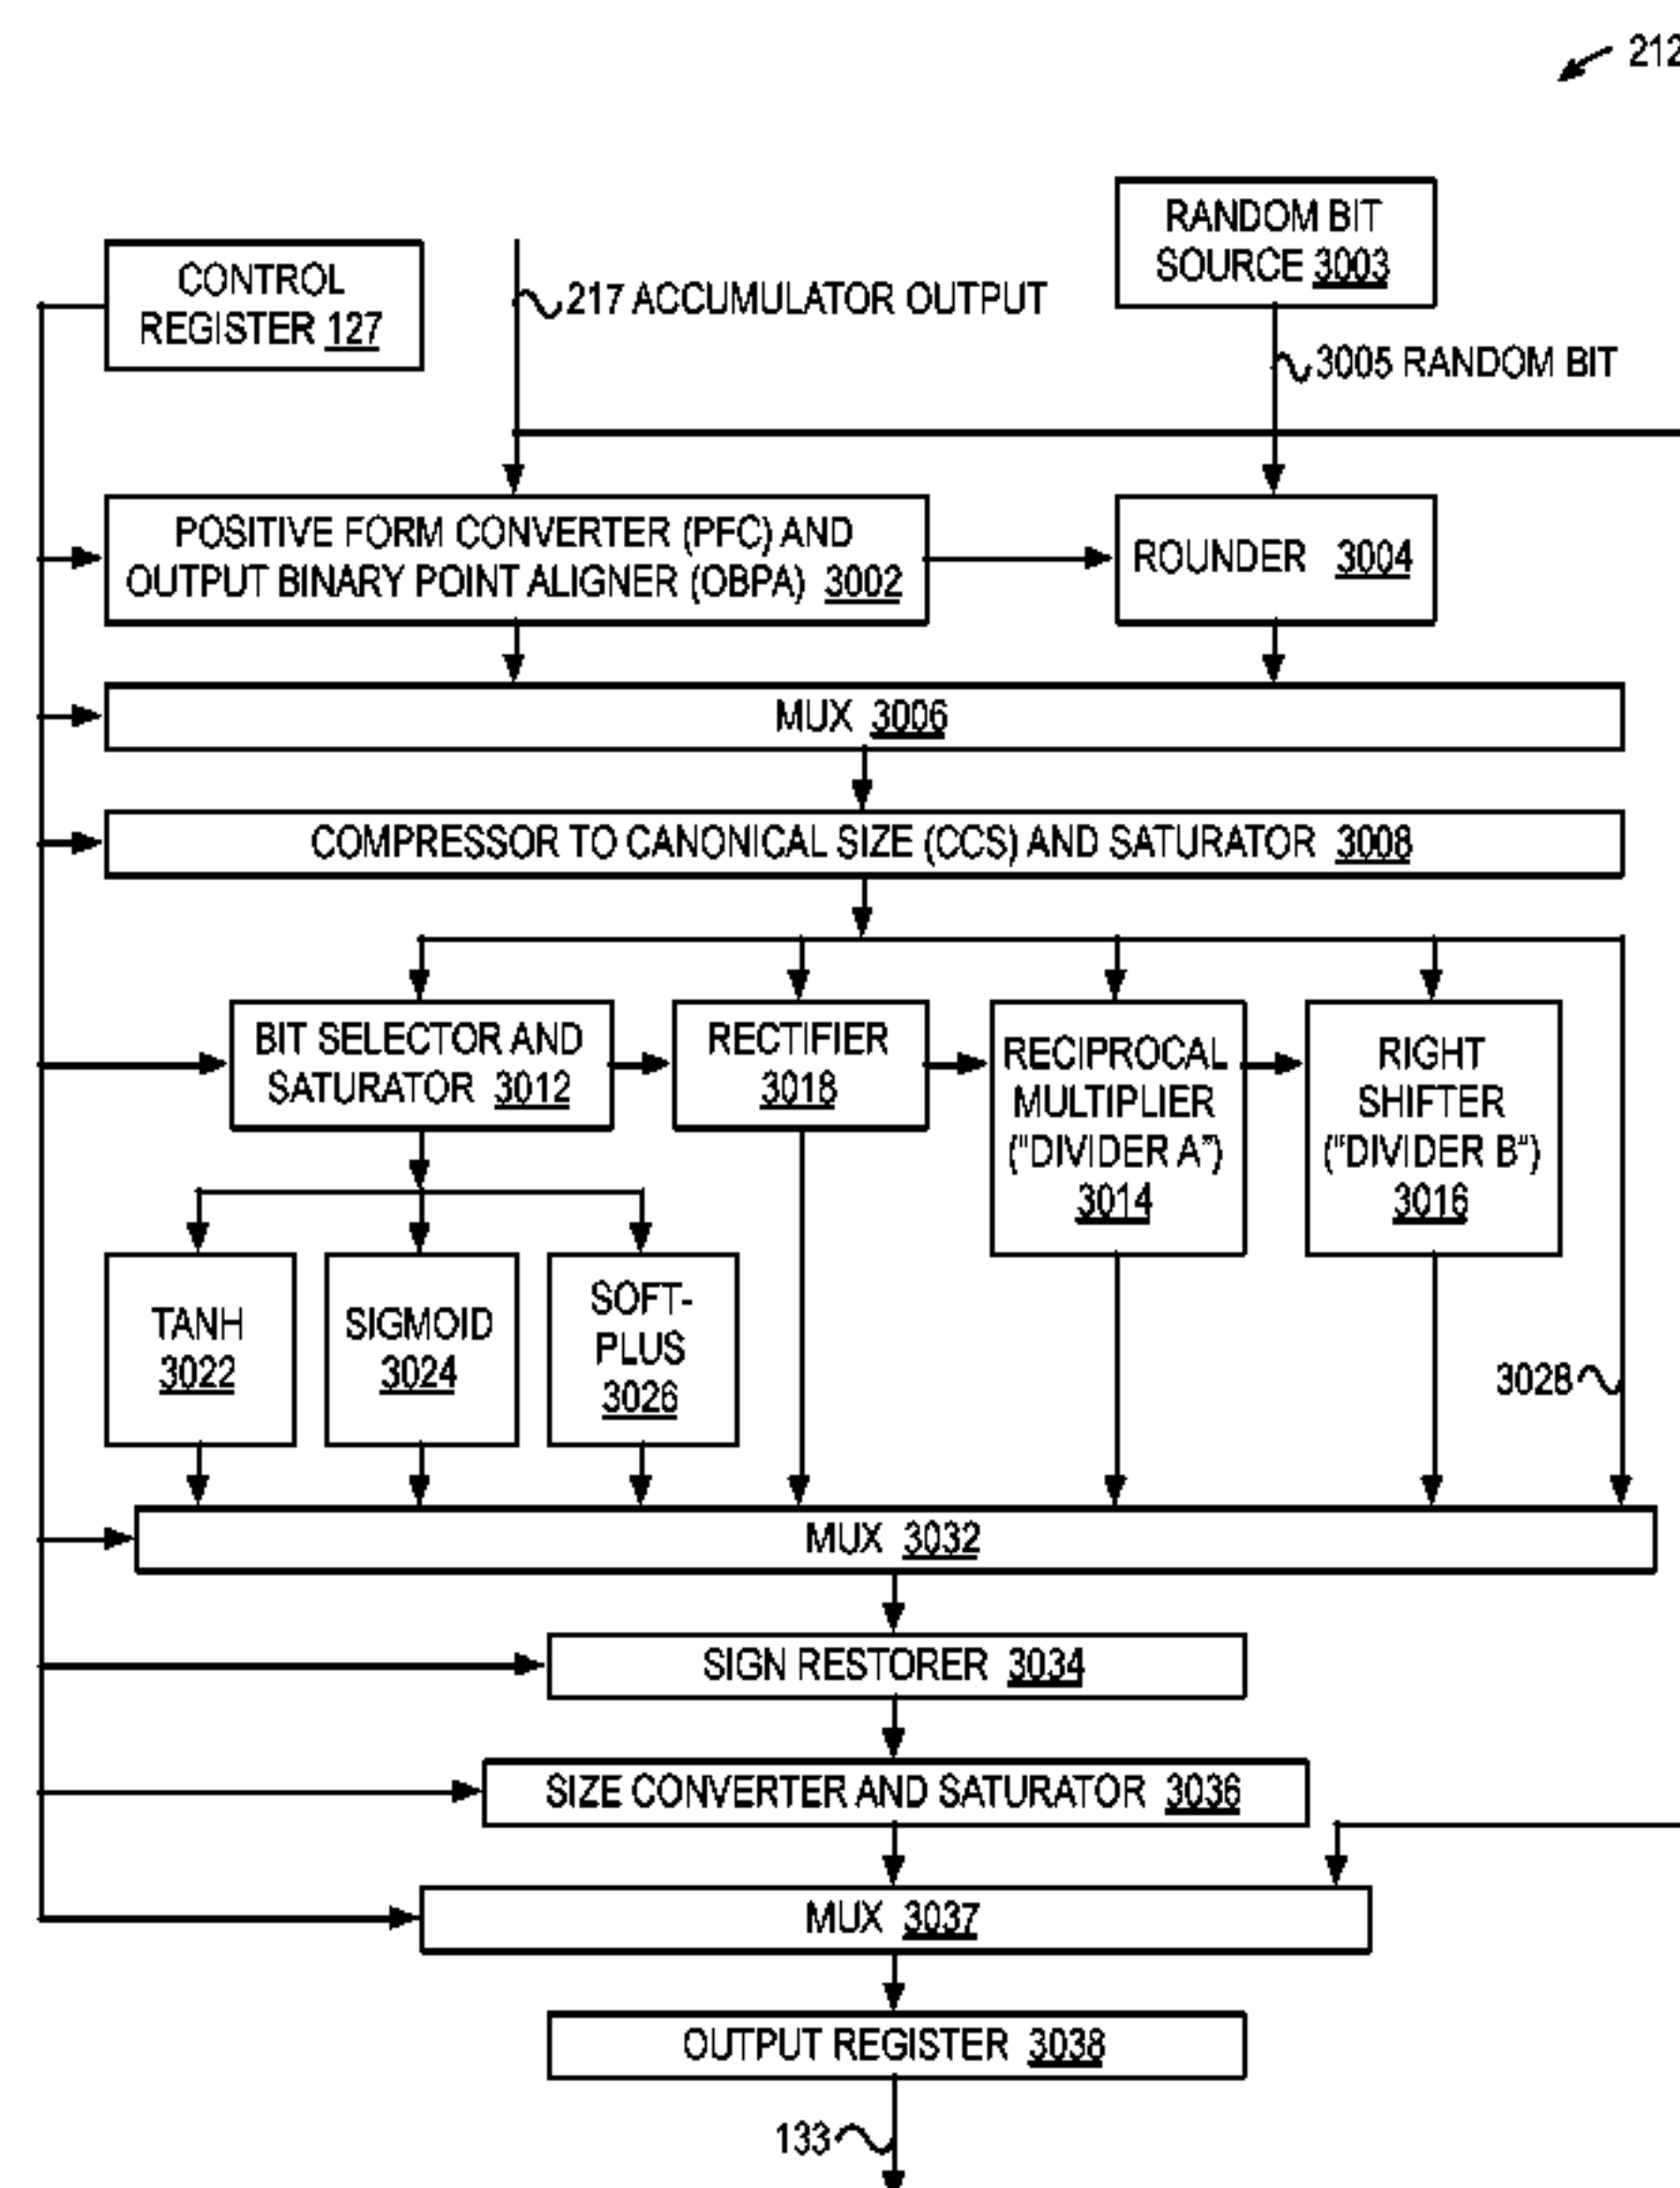 212
RANDOM BIT
SOURCE 3003
CONTROL
REGISTER 127
217 ACCUMULATOR OUTPUT
3005 RANDOM BIT
POSITIVE FORM CONVERTER (PFC) AND
OUTPUT BINARY POINT ALIGNER (OBPA) 3002
ROUNDER 3004
MUX 3006
COMPRESSOR TO CANONICAL SIZE (CCS) AND SATURATOR 3008
BIT SELECTOR AND
SATURATOR 3012
RECTIFIER
3018
RECIPROCAL
MULTIPLIER
("DIVIDER A")
3014
RIGHT
SHIFTER
("DIVIDER B")
3016
TANH
3022
SIGMOID
3024
SOFT-
PLUS
3026
3028
MUX 3032
SIGN RESTORER 3034
SIZE CONVERTER AND SATURATOR 3036
MUX 3037
OUTPUT REGISTER 3038
133